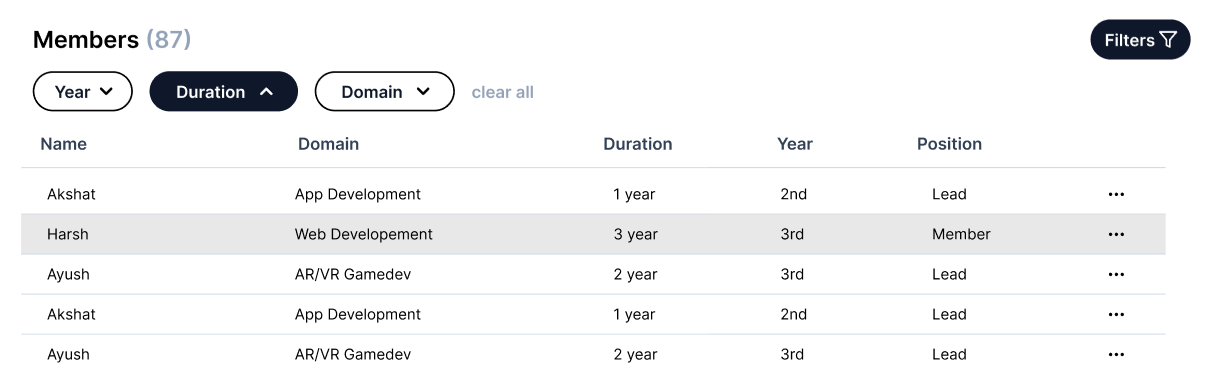 Members (87)
Filters
Year Duration Domain clear all
Name Domain Duration Year Position
Akshat App Development 1 year 2nd Lead
Harsh Web Developement 3 year 3rd Member
Ayush AR/VR Gamedev 2 year 3rd Lead
Akshat App Development 1 year 2nd Lead
Ayush AR/VR Gamedev 2 year 3rd Lead